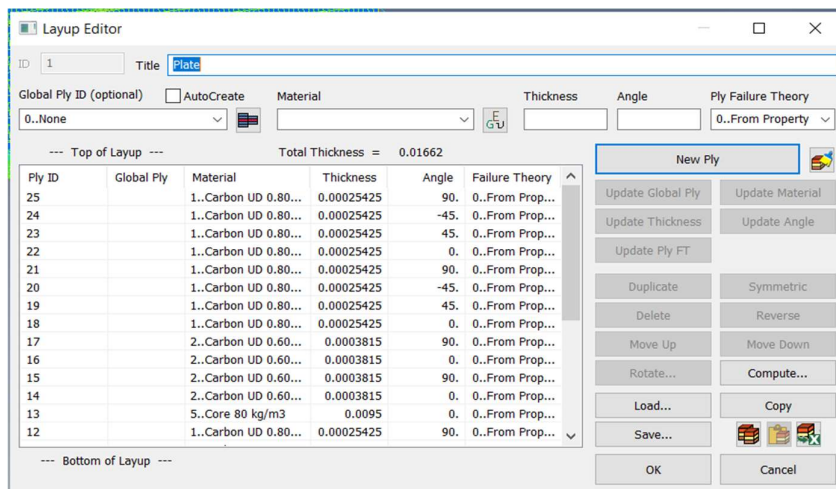 Layup Editor
ID 1 Title Plate
Global Ply ID (optional) AutoCreate Material Thickness Angle Ply Failure Theory
0..None 0..From Property
--- Top of Layup --- Total Thickness = 0.01662 New Ply
Ply ID Global Ply Material Thickness Angle Failure Theory
25 1..Carbon UD 0.80... 0.00025425 90. 0..From Prop...
24 1..Carbon UD 0.80... 0.00025425 -45. 0..From Prop...
23 1..Carbon UD 0.80... 0.00025425 45. 0..From Prop...
22 1..Carbon UD 0.80... 0.00025425 0. 0..From Prop...
21 1..Carbon UD 0.80... 0.00025425 90. 0..From Prop...
20 1..Carbon UD 0.80... 0.00025425 -45. 0..From Prop...
19 1..Carbon UD 0.80... 0.00025425 45. 0..From Prop...
18 1..Carbon UD 0.80... 0.00025425 0. 0..From Prop...
17 2..Carbon UD 0.60... 0.0003815 90. 0..From Prop...
16 2..Carbon UD 0.60... 0.0003815 0. 0..From Prop...
15 2..Carbon UD 0.60... 0.0003815 90. 0..From Prop...
14 2..Carbon UD 0.60... 0.0003815 0. 0..From Prop...
13 5..Core 80 kg/m3 0.0095 0. 0..From Prop...
12 1..Carbon UD 0.80... 0.00025425 90. 0..From Prop...
--- Bottom of Layup ---
Update Global Ply Update Material
Update Thickness Update Angle
Update Ply FT
Duplicate Symmetric
Delete Reverse
Move Up Move Down
Rotate... Compute...
Load... Copy
Save...
OK Cancel